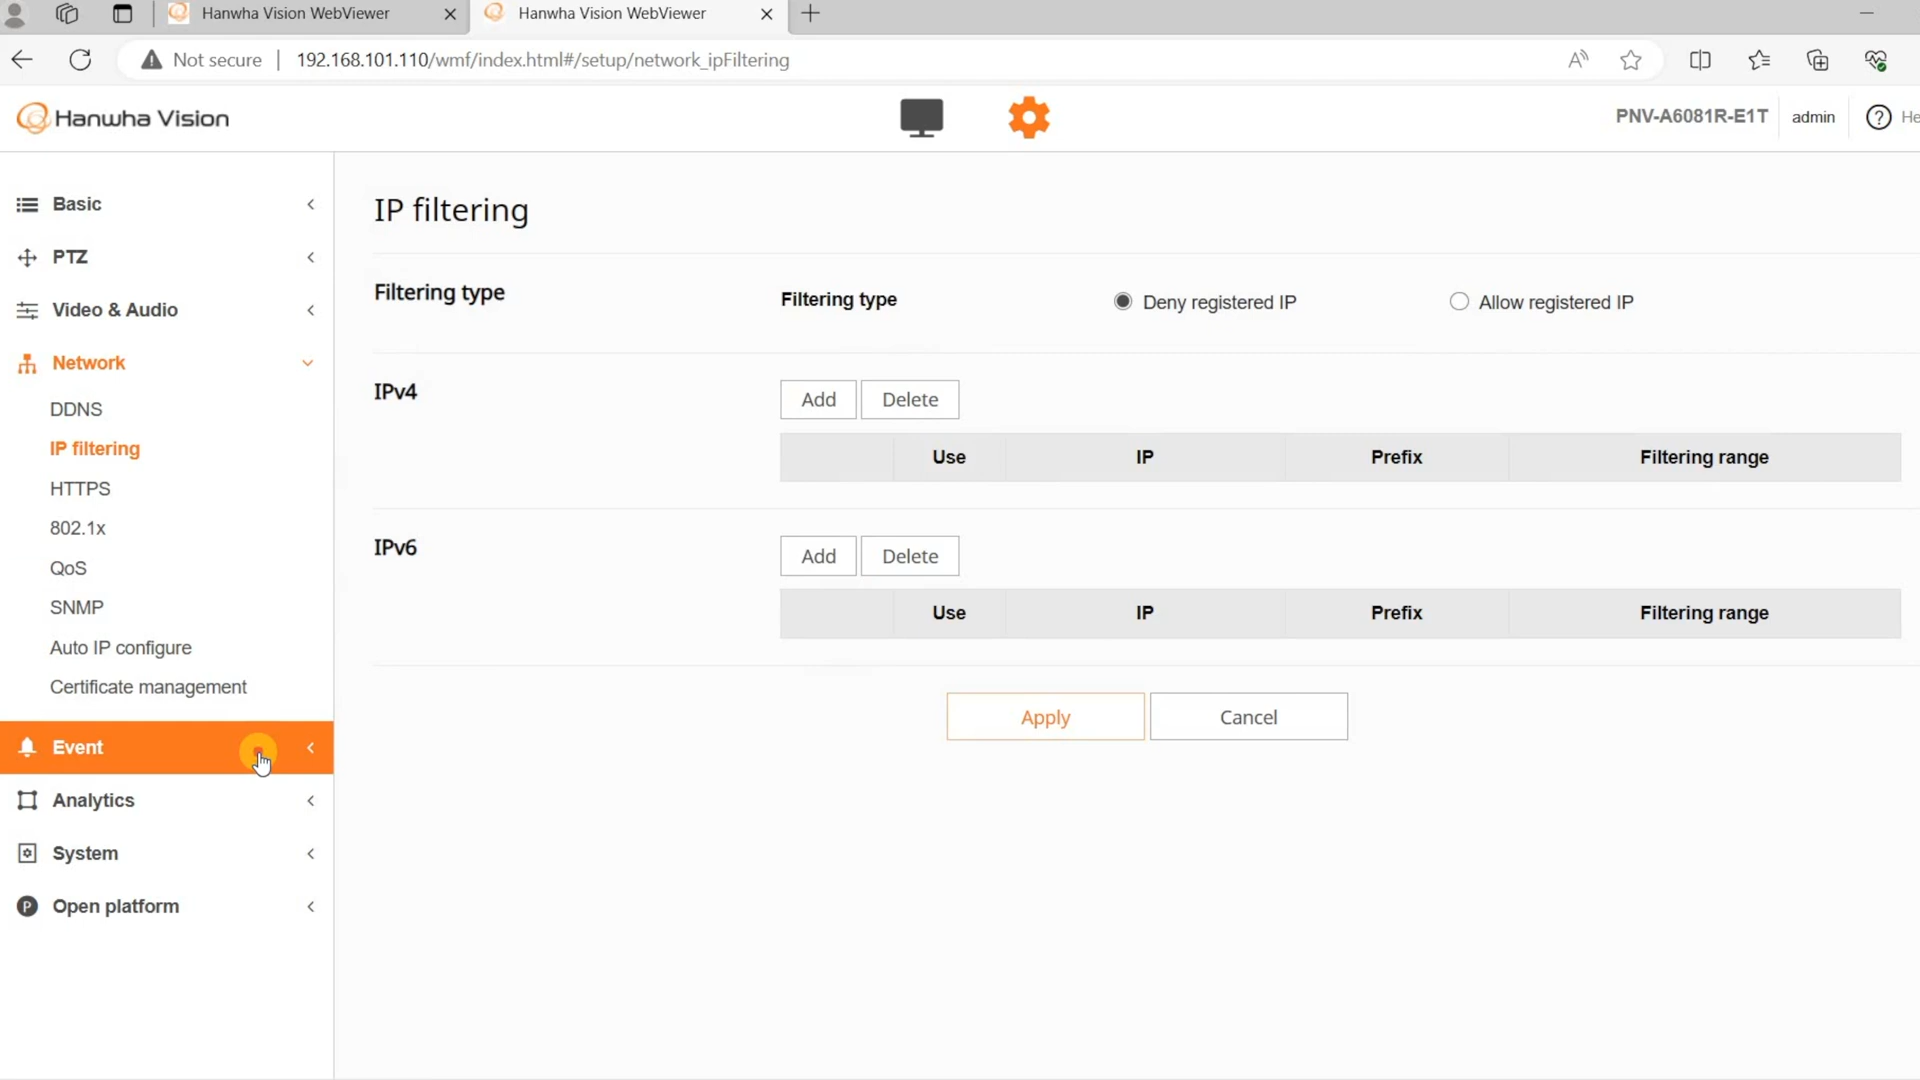 Hanwha Vision WebViewer
Hanwha Vision WebViewer
Not secure
192.168.101.110/wmf/index.html#/setup/network_ipFiltering
Hanwha Vision
PNV-A6081R-E1T
admin
He
Basic
PTZ
Video & Audio
Network
DDNS
IP filtering
HTTPS
802.1x
QoS
SNMP
Auto IP configure
Certificate management
Event
Analytics
System
Open platform
IP filtering
Filtering type
Filtering type
Deny registered IP
Allow registered IP
IPv4
Add
Delete
Use
IP
Prefix
Filtering range
IPv6
Add
Delete
Use
IP
Prefix
Filtering range
Apply
Cancel